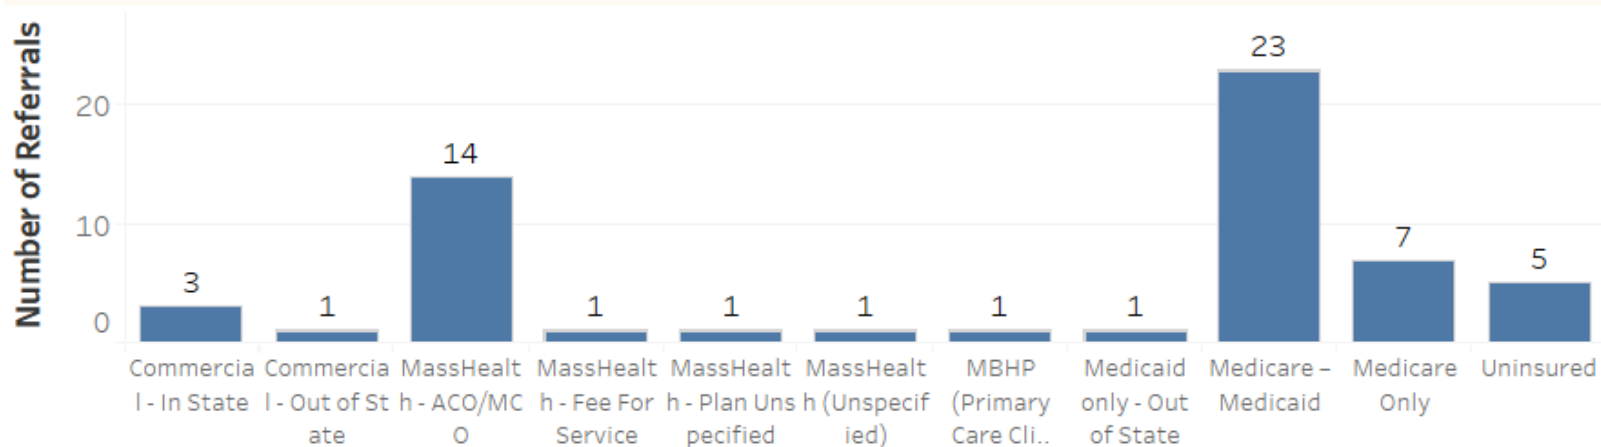 Number of Referrals
20
10
0
3
1
14
1
1
1
1
1
23
7
5
Commercia
l - In State
Commercia
l - Out of St
ate
MassHealt
h - ACO/MC
O
MassHealt
h - Fee For
Service
MassHealt
h - Plan Uns
pecified
MassHealt
h (Unspecif
ied)
MBHP
(Primary
Care Cli..
Medicaid
only - Out
of State
Medicare –
Medicaid
Medicare
Only
Uninsured